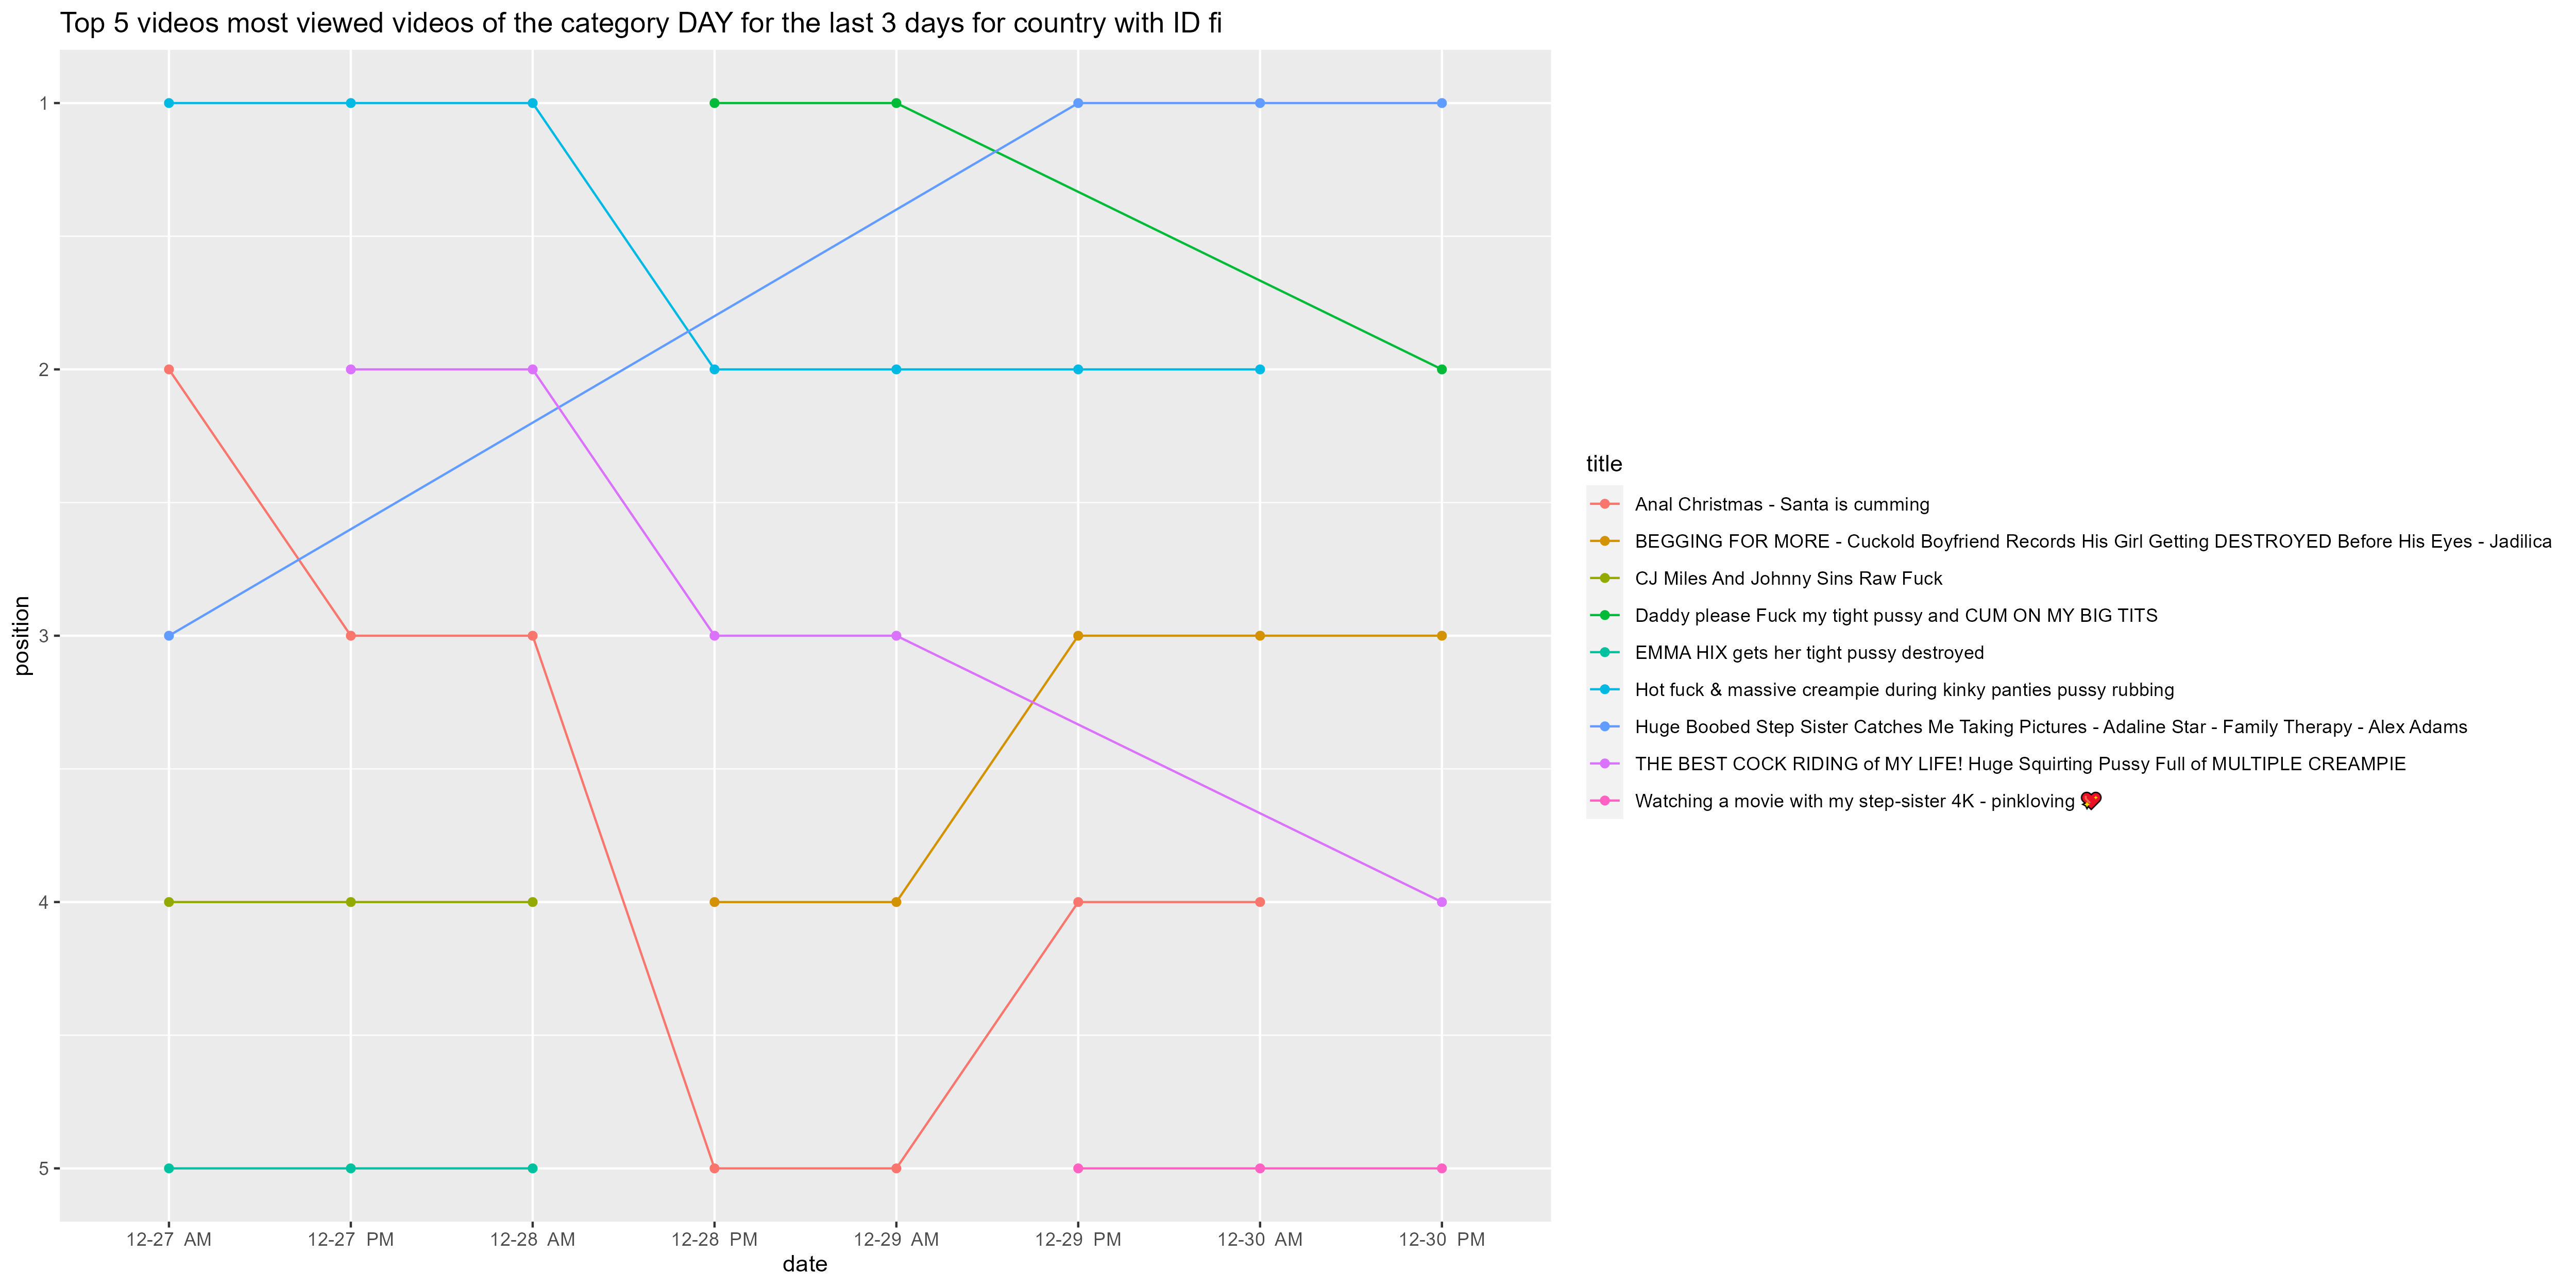 Top 5 videos most viewed videos of the category DAY for the last 3 days for country with ID fi
position
1
2
3
4
5
12-27 AM
12-27 PM
12-28 AM
12-28 PM
12-29 AM
12-29 PM
12-30 AM
12-30 PM
date
title
Anal Christmas - Santa is cumming
BEGGING FOR MORE - Cuckold Boyfriend Records His Girl Getting DESTROYED Before His Eyes - Jadilica
CJ Miles And Johnny Sins Raw Fuck
Daddy please Fuck my tight pussy and CUM ON MY BIG TITS
EMMA HIX gets her tight pussy destroyed
Hot fuck & massive creampie during kinky panties pussy rubbing
Huge Boobed Step Sister Catches Me Taking Pictures - Adaline Star - Family Therapy - Alex Adams
THE BEST COCK RIDING of MY LIFE! Huge Squirting Pussy Full of MULTIPLE CREAMPIE
Watching a movie with my step-sister 4K - pinkloving 💖